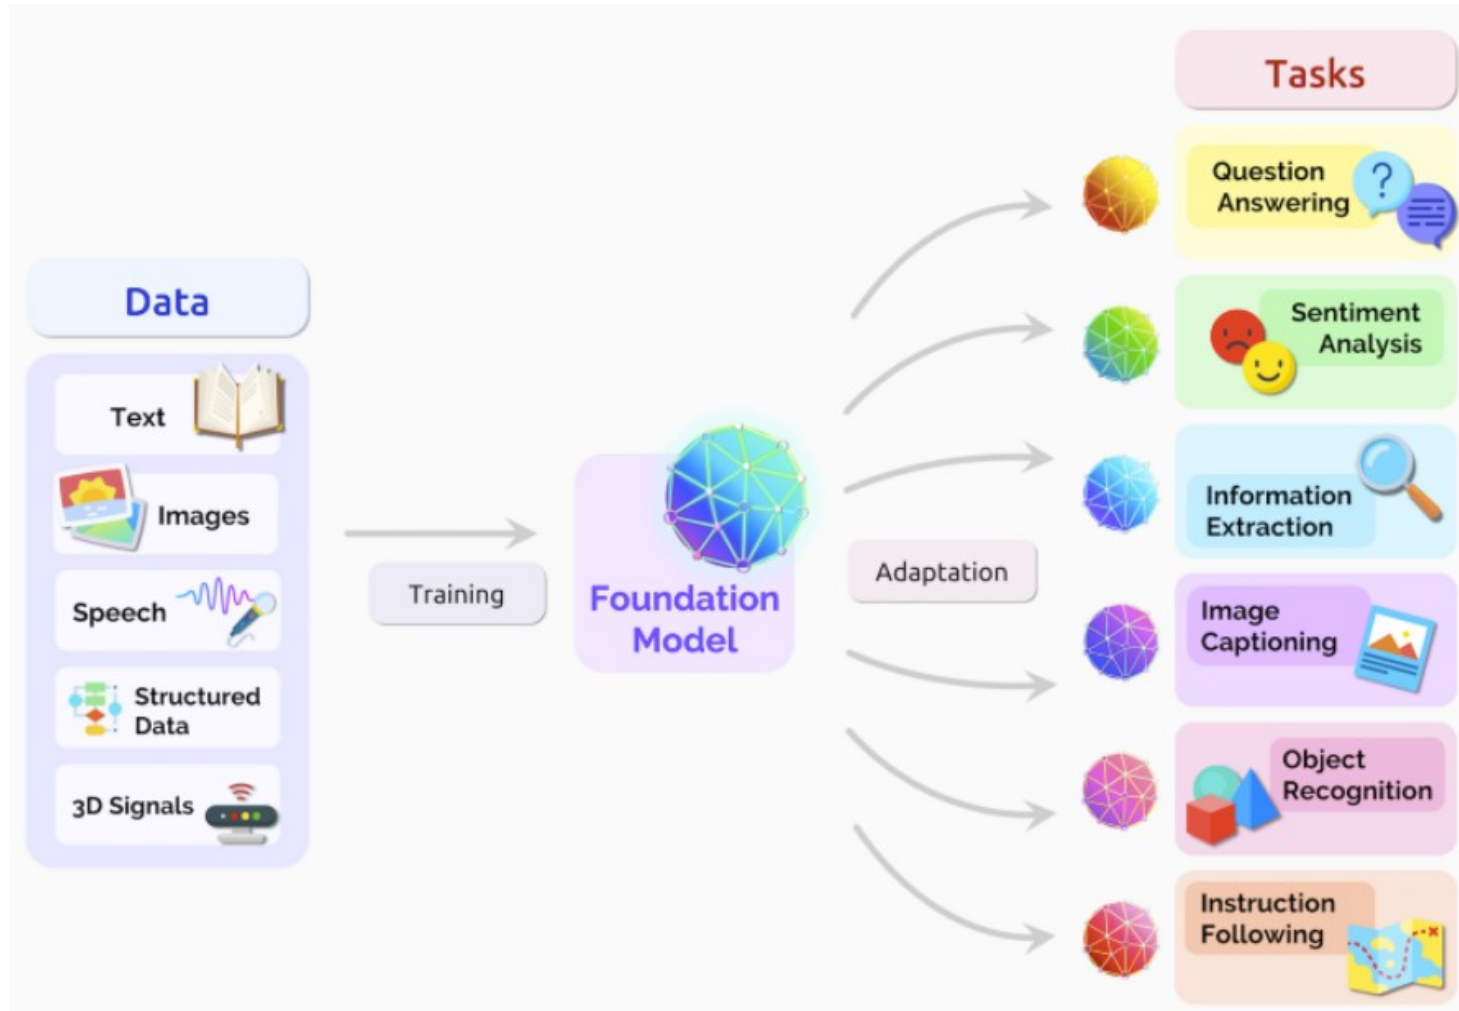 Data
Text
Images
Speech
Structured
Data
3D Signals
Training
Foundation
Model
Adaptation
Tasks
Question
Answering
?
Sentiment
Analysis
Information
Extraction
Image
Captioning
Object
Recognition
Instruction
Following